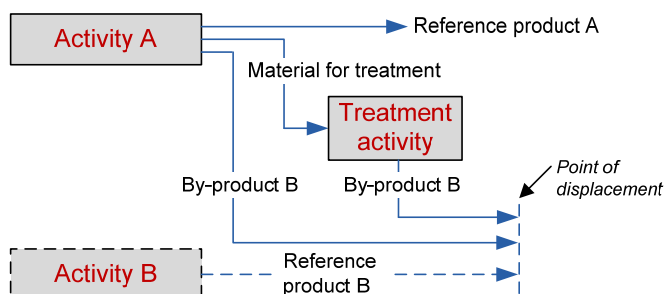 Reference product A
Activity A
Material for treatment
Treatment
activity
Point of
displacement
By-product B
By-product B
Activity B
Reference
product B